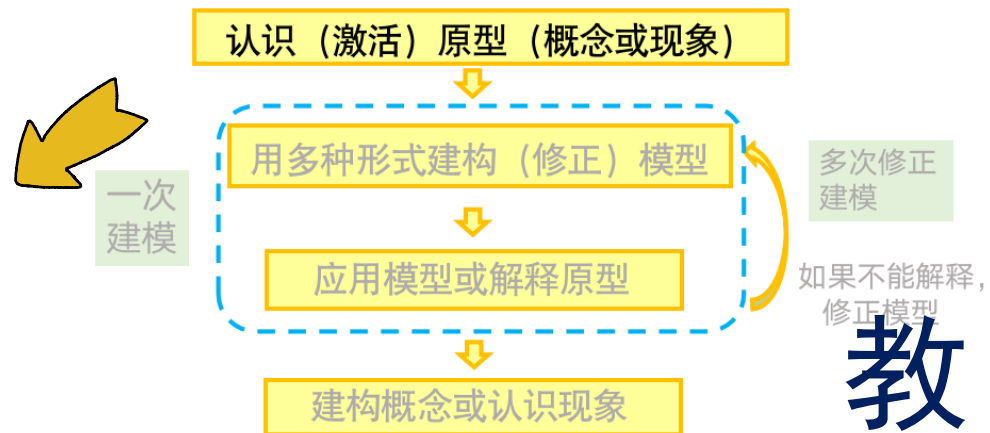 认识（激活）原型（概念或现象）
用多种形式建构（修正）模型
一次
建模
多次修正
建模
应用模型或解释原型
如果不能解释，
修正模型
教
建构概念或认识现象